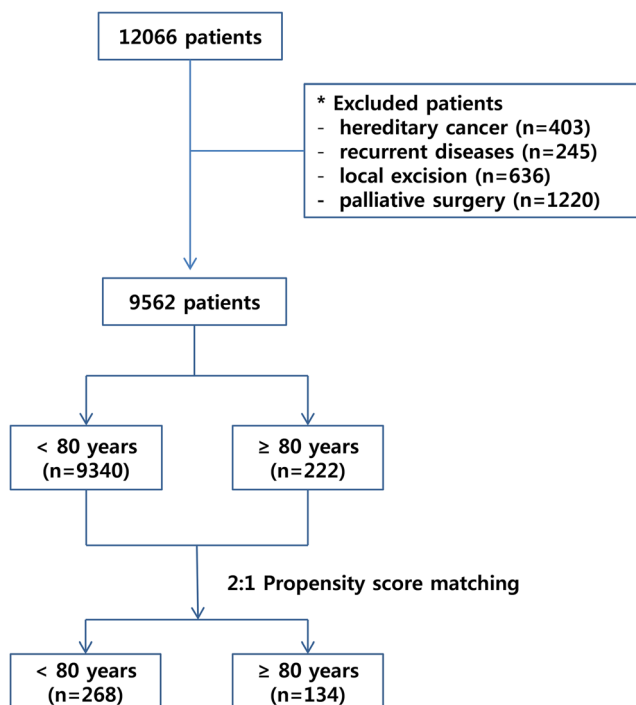 12066 patients
* Excluded patients
- hereditary cancer (n=403)
- recurrent diseases (n=245)
- local excision (n=636)
- palliative surgery (n=1220)
9562 patients
< 80 years
(n=9340)
≥ 80 years
(n=222)
2:1 Propensity score matching
< 80 years
(n=268)
≥ 80 years
(n=134)